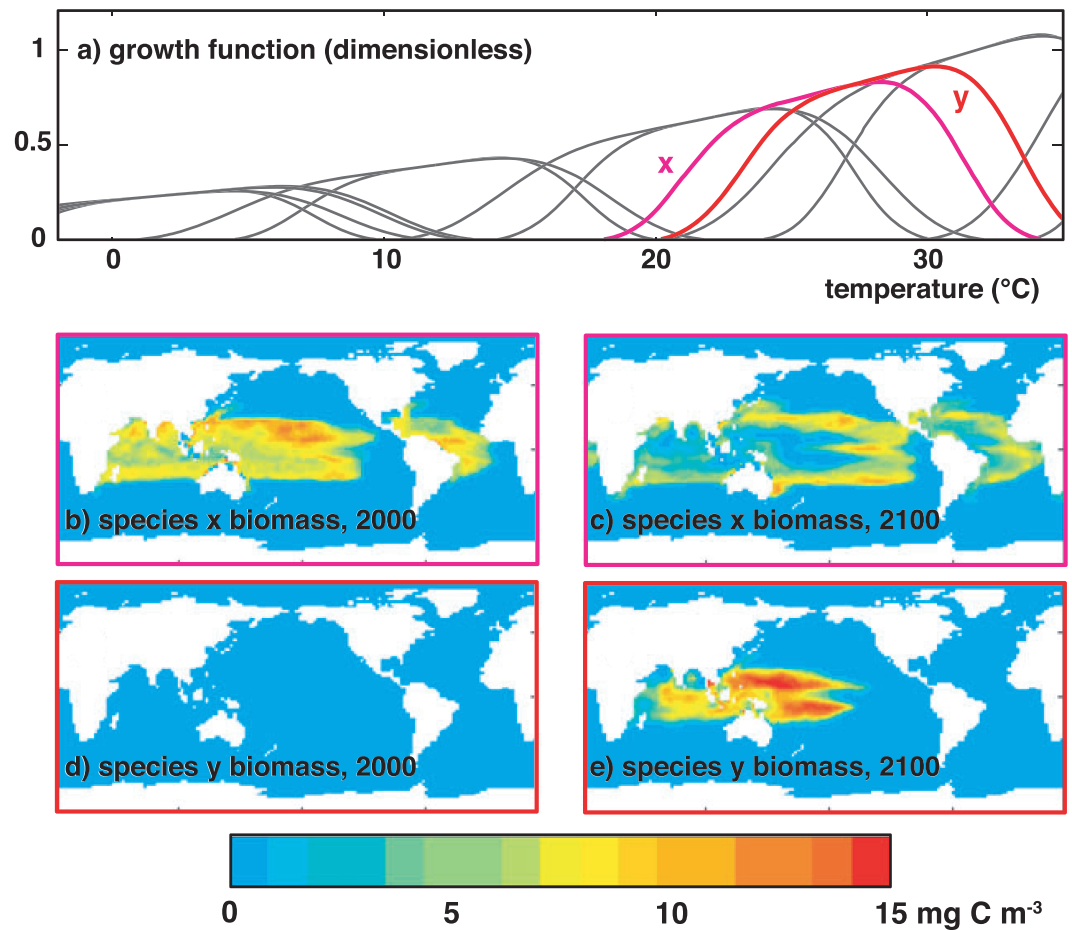 a) growth function (dimensionless)
1
0.5
0
x
y
0 10 20 30
temperature (°C)
b) species x biomass, 2000
c) species x biomass, 2100
d) species y biomass, 2000
e) species y biomass, 2100
0 5 10 15 mg C m-3